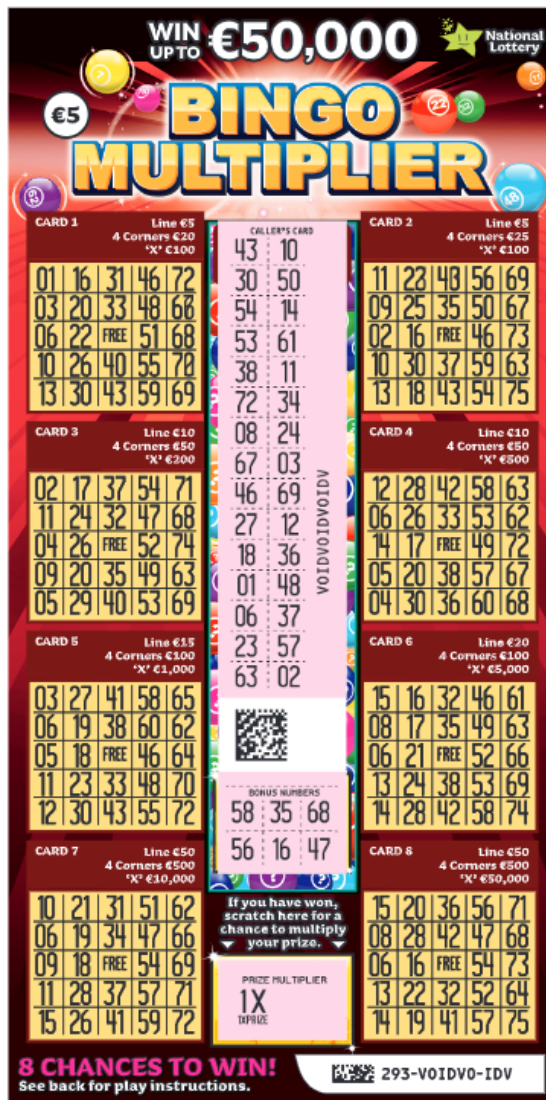 WIN UP TO €50,000
National Lottery
€5
BINGO
MULTIPLIER
CARD 1
Line €5
4 Corners €20
'X' €100
01 16 31 46 72
03 20 33 48 66
06 22 FREE 51 68
10 26 40 55 70
13 30 43 59 69
CALLER'S CARD
43 10
30 50
54 14
53 61
38 11
72 34
08 24
67 03
46 69
27 12
18 36
01 48
06 37
23 57
63 02
VOIDVOIDVOIDV
BONUS NUMBERS
58 35 68
56 16 47
CARD 2
Line €5
4 Corners €25
'X' €100
11 23 48 56 69
09 25 35 50 67
02 16 FREE 46 73
10 30 37 59 63
13 18 43 54 75
CARD 3
Line €10
4 Corners €50
'X' €200
02 17 37 54 71
11 24 32 47 68
04 26 FREE 52 74
09 20 35 49 63
05 29 40 53 69
CARD 4
Line €10
4 Corners €50
'X' €500
12 28 42 58 63
06 26 33 53 62
14 17 FREE 49 72
05 20 38 57 67
04 30 36 60 68
CARD 5
Line €15
4 Corners €100
'X' €1,000
03 27 41 58 65
06 19 38 60 62
05 18 FREE 46 64
11 23 33 48 70
12 30 43 55 72
CARD 6
Line €20
4 Corners €100
'X' €5,000
15 16 32 46 61
08 17 35 49 63
06 21 FREE 52 66
13 24 38 53 69
14 28 42 58 74
CARD 7
Line €50
4 Corners €500
'X' €10,000
10 21 31 51 62
06 19 34 47 66
09 18 FREE 54 69
11 28 37 57 71
15 26 41 59 72
If you have won,
scratch here for a
chance to multiply
your prize.
PRIZE MULTIPLIER
1X
1XPRIZE
CARD 8
Line €50
4 Corners €500
'X' €50,000
15 20 36 56 71
08 28 42 47 68
06 16 FREE 54 73
13 22 32 52 64
14 19 41 57 75
8 CHANCES TO WIN!
See back for play instructions.
293-VOIDVO-IDV
22